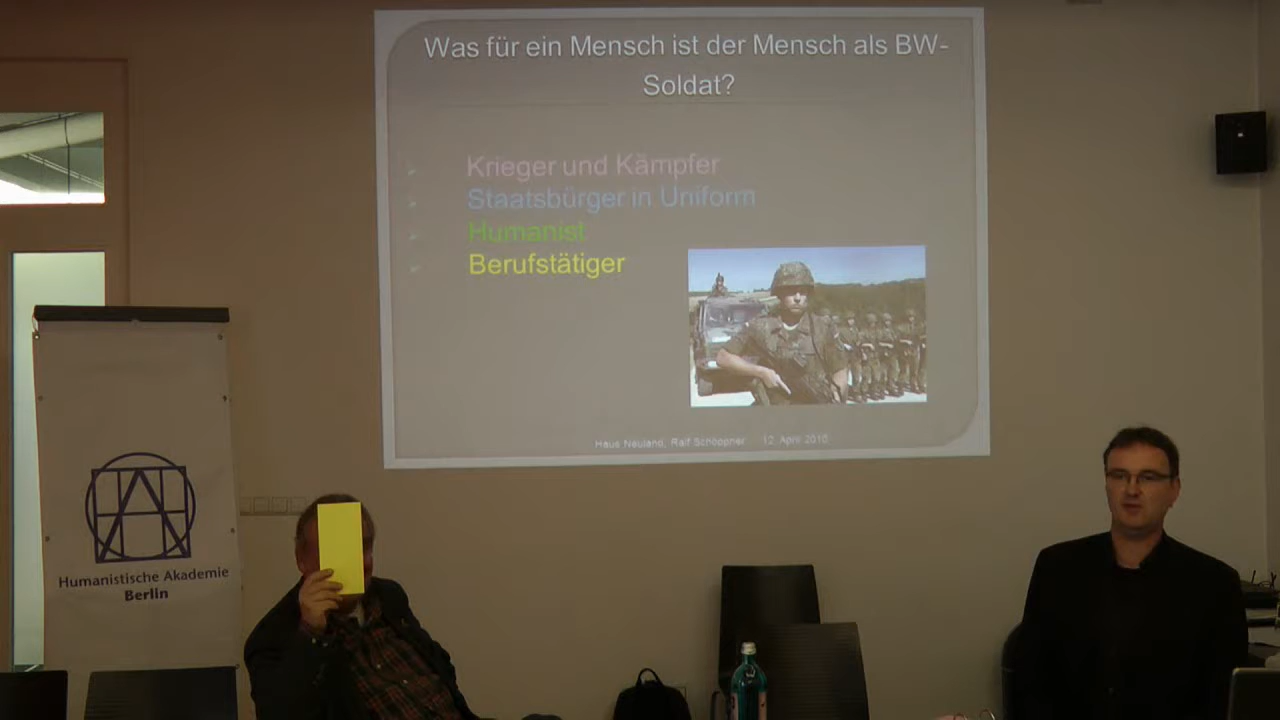 Was für ein Mensch ist der Mensch als BW-
Soldat?
Krieger und Kämpfer
Staatsbürger in Uniform
Humanist
Berufstätiger
Haus Neuland, Ralf Schöppner 12. April 2010
Humanistische Akademie
Berlin